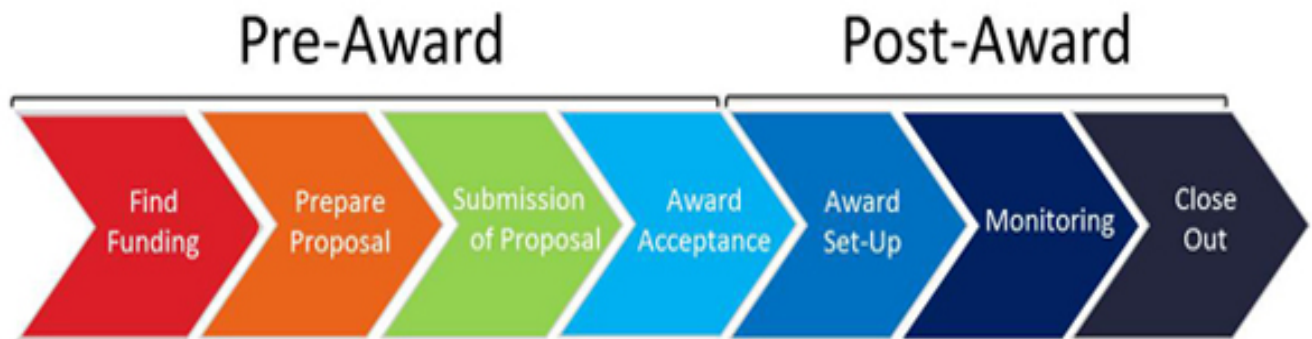 Pre-Award
Post-Award
Find
Funding
Prepare
Proposal
Submission
of Proposal
Award
Acceptance
Award
Set-Up
Monitoring
Close
Out